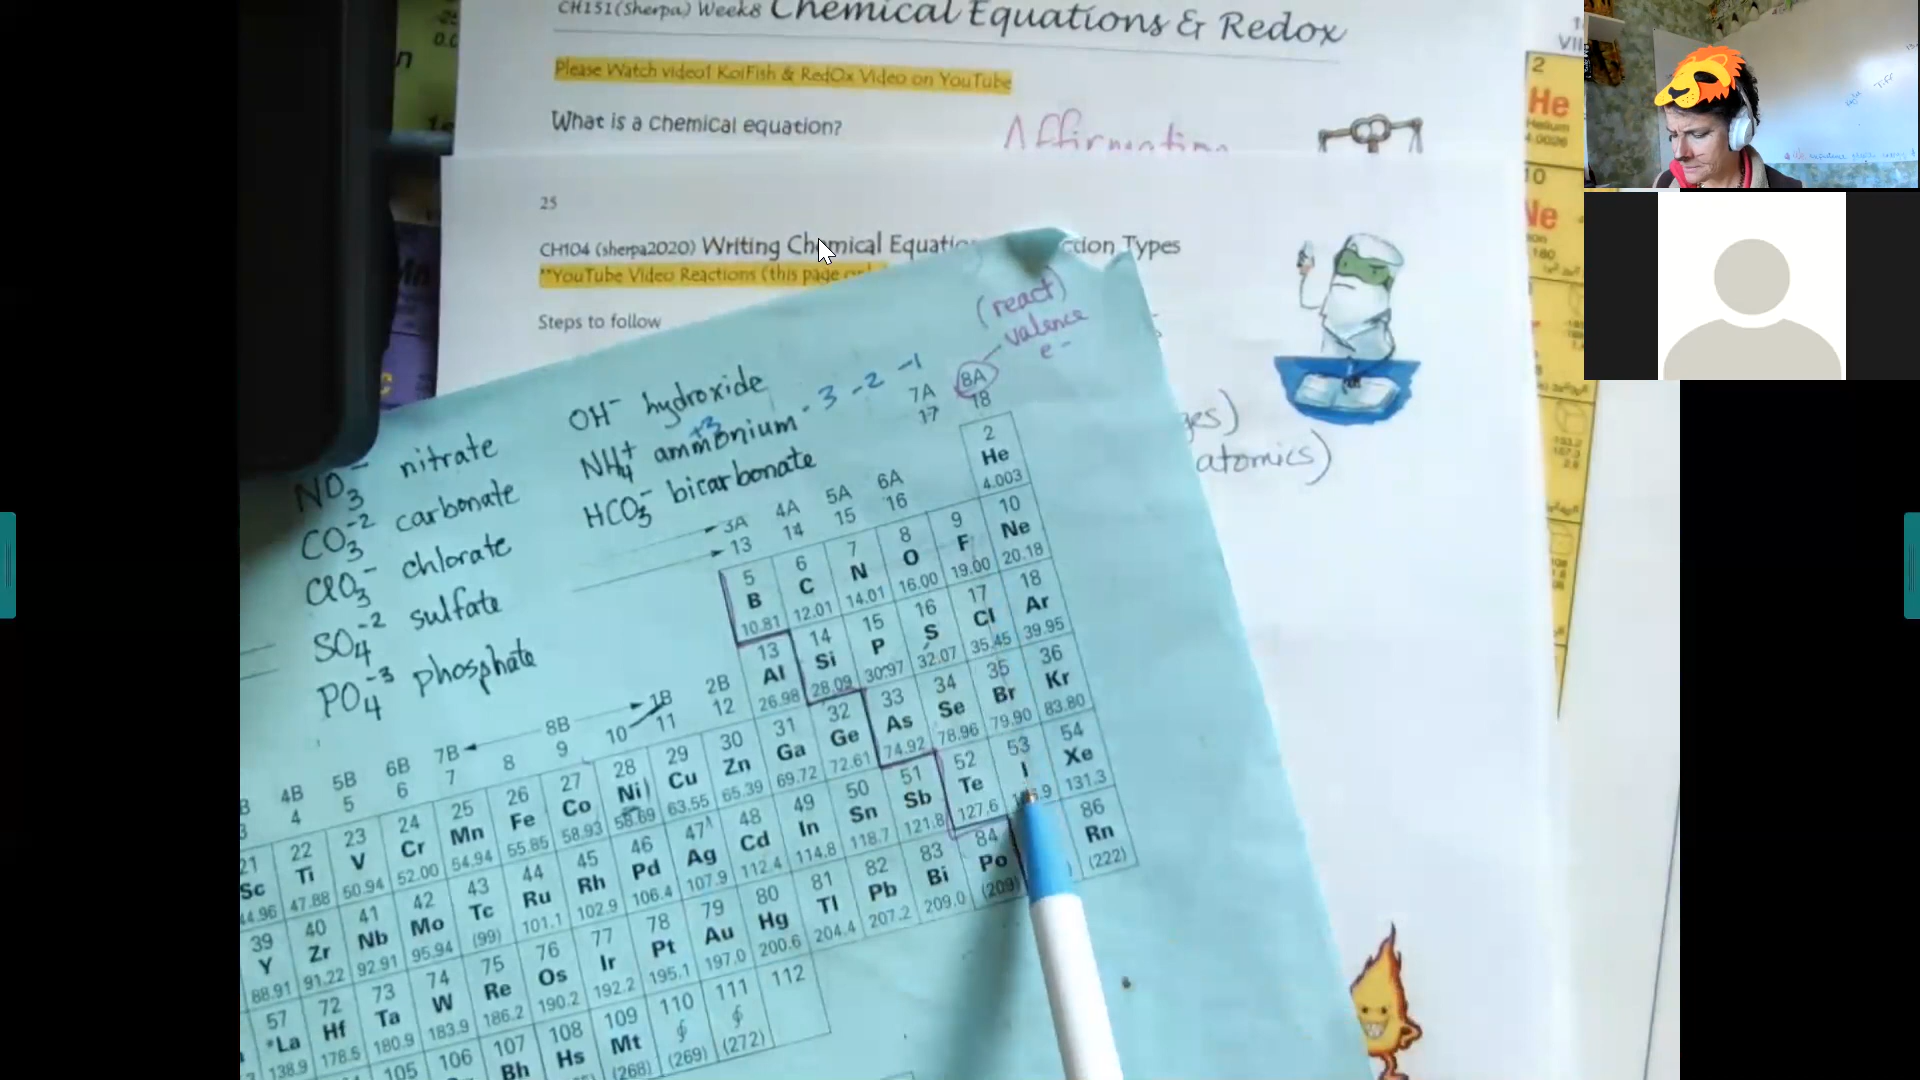 CH151(Sherpa) Week8 Chemical Equations & Redox
Please Watch video1 KoiFish & RedOx Video on YouTube
What is a chemical equation?
Affirmation
25
CH104 (sherpa2020) Writing Chemical
Types
**YouTube Video Reactions (this page
Steps to follow
atomics)
(react)
valence
e-
-3 -2 -1
+3
OH⁻ hydroxide
NH₄⁺ ammonium
HCO₃⁻ bicarbonate
NO₃⁻ nitrate
CO₃⁻² carbonate
ClO₃⁻ chlorate
SO₄⁻² sulfate
PO₄⁻³ phosphate
3A 4A 5A 6A 7A 8A
13 14 15 16 17 18
2
He
4.003
5 6 7 8 9 10
B C N O F Ne
10.81 12.01 14.01 16.00 19.00 20.18
13 14 15 16 17 18
Al Si P S Cl Ar
26.98 28.09 30.97 32.07 35.45 39.95
4B 5B 6B 7B 8B 1B 2B
3 4 5 6 7 8 9 10 11 12
21 22 23 24 25 26 27 28 29 30 31 32 33 34 35 36
Sc Ti V Cr Mn Fe Co Ni Cu Zn Ga Ge As Se Br Kr
44.96 47.88 50.94 52.00 54.94 55.85 58.93 58.69 63.55 65.39 69.72 72.61 74.92 78.96 79.90 83.80
39 40 41 42 43 44 45 46 47 48 49 50 51 52 53 54
Y Zr Nb Mo Tc Ru Rh Pd Ag Cd In Sn Sb Te I Xe
88.91 91.22 92.91 95.94 (99) 101.1 102.9 106.4 107.9 112.4 114.8 118.7 121.8 127.6 131.3
57 72 73 74 75 76 77 78 79 80 81 82 83 84 86
*La Hf Ta W Re Os Ir Pt Au Hg Tl Pb Bi Po Rn
138.9 178.5 180.9 183.9 186.2 190.2 192.2 195.1 197.0 200.6 204.4 207.2 209.0 (209) (222)
105 106 107 108 109 110 111 112
Bh Hs Mt
(268) (269) (272)
2
He
Helium
4.0026
10
Ne